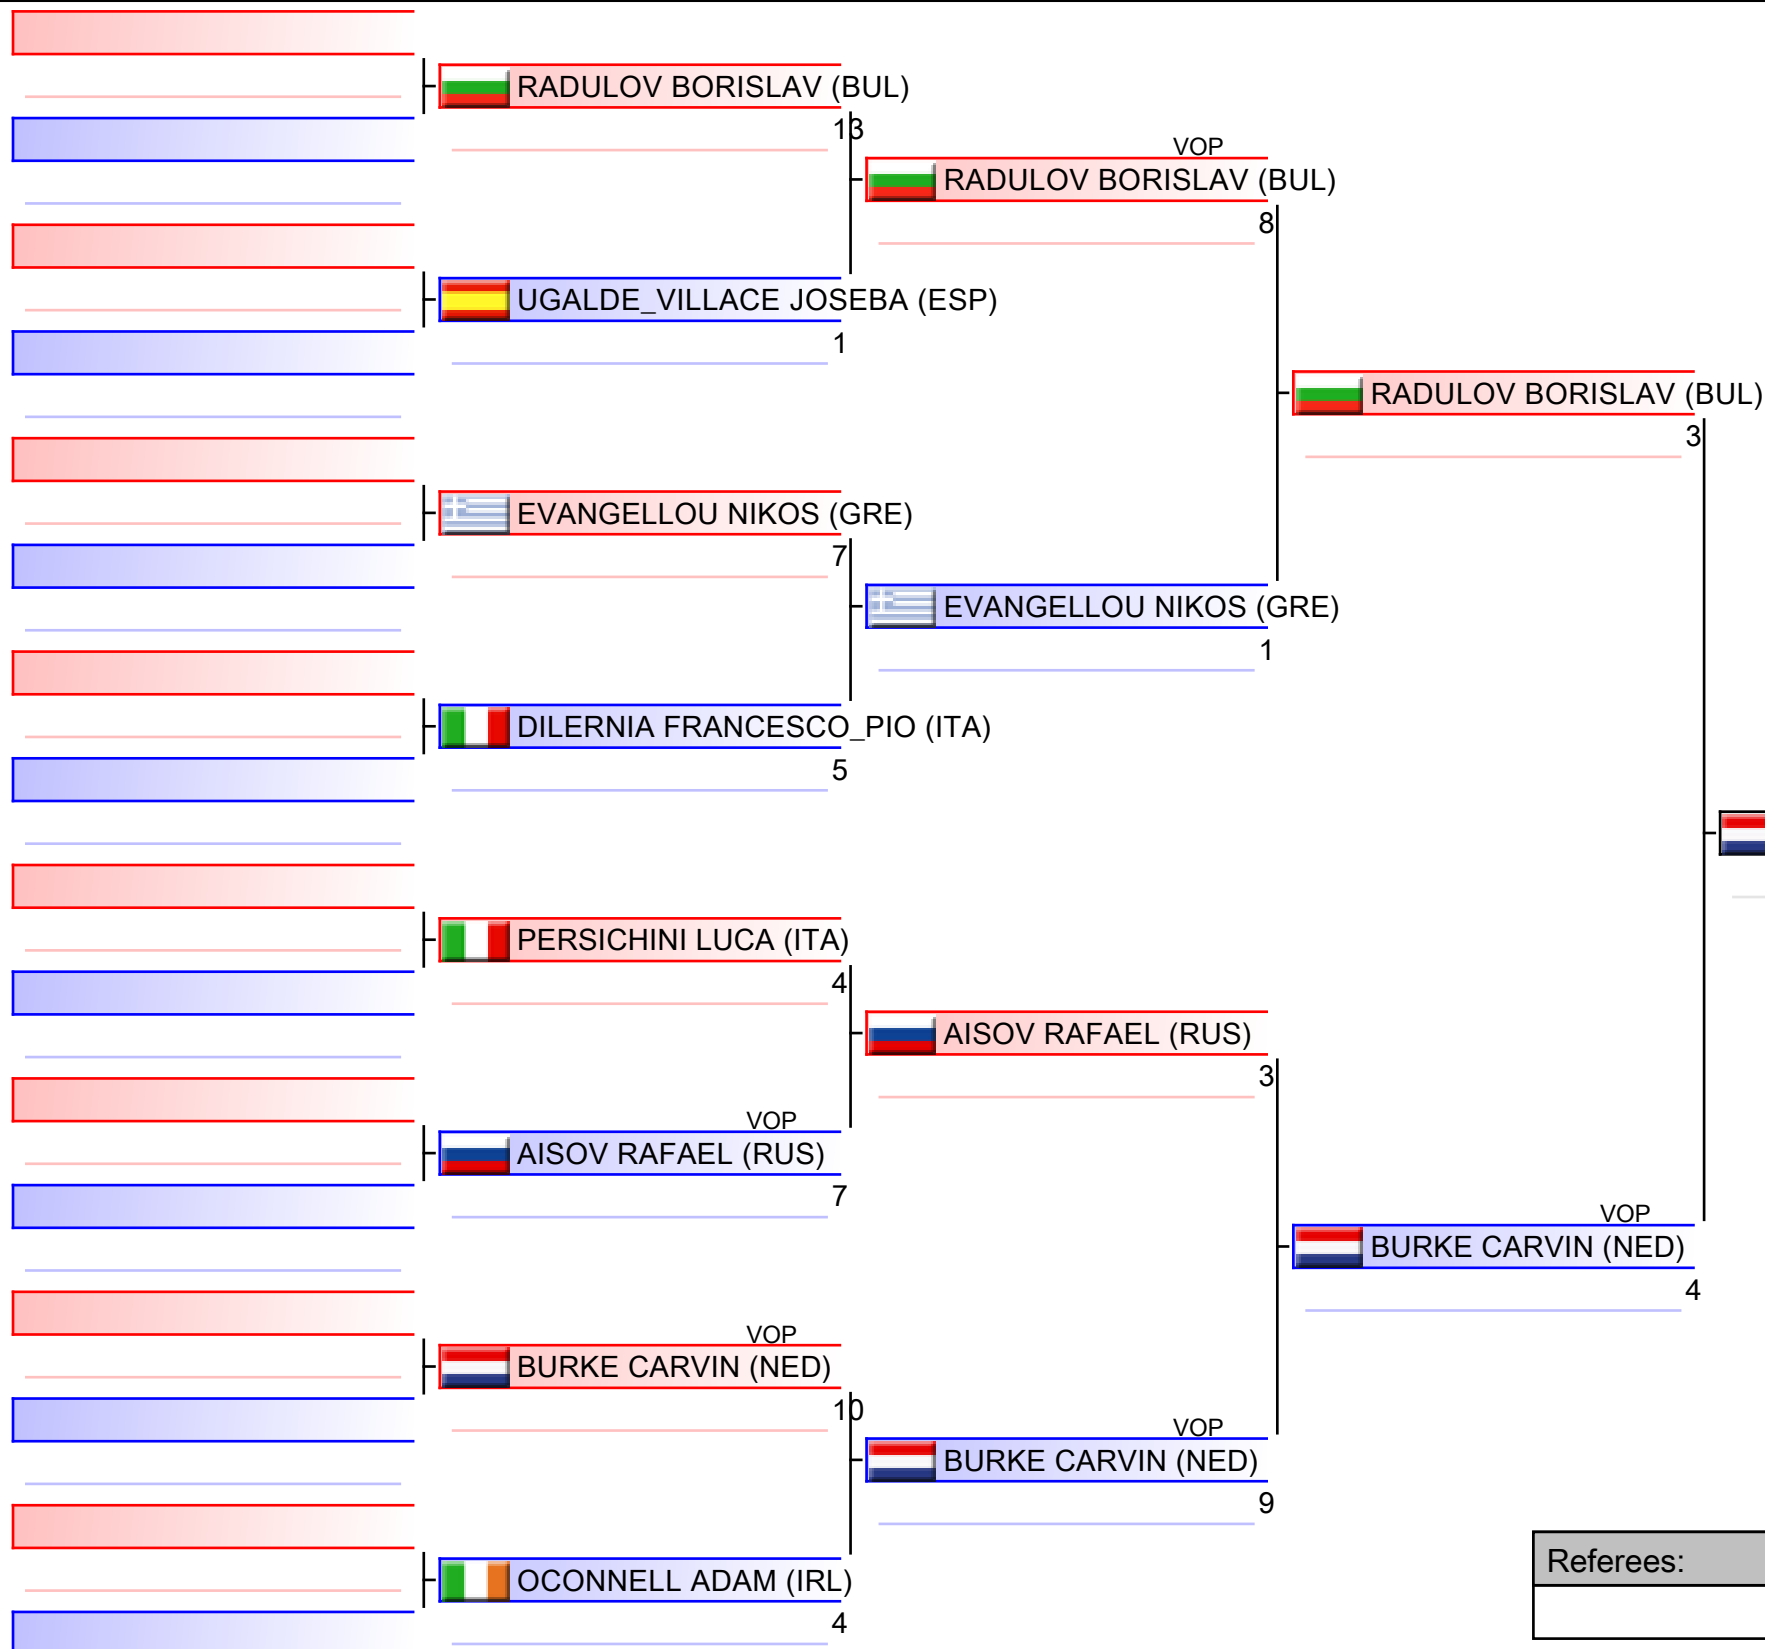 RADULOV BORISLAV (BUL)
13
UGALDE_VILLACE JOSEBA (ESP)
1
EVANGELLOU NIKOS (GRE)
7
DILERNIA FRANCESCO_PIO (ITA)
5
PERSICHINI LUCA (ITA)
4
VOP
AISOV RAFAEL (RUS)
7
VOP
BURKE CARVIN (NED)
10
OCONNELL ADAM (IRL)
4
VOP
RADULOV BORISLAV (BUL)
8
EVANGELLOU NIKOS (GRE)
1
AISOV RAFAEL (RUS)
3
VOP
BURKE CARVIN (NED)
9
RADULOV BORISLAV (BUL)
3
VOP
BURKE CARVIN (NED)
4
Referees: